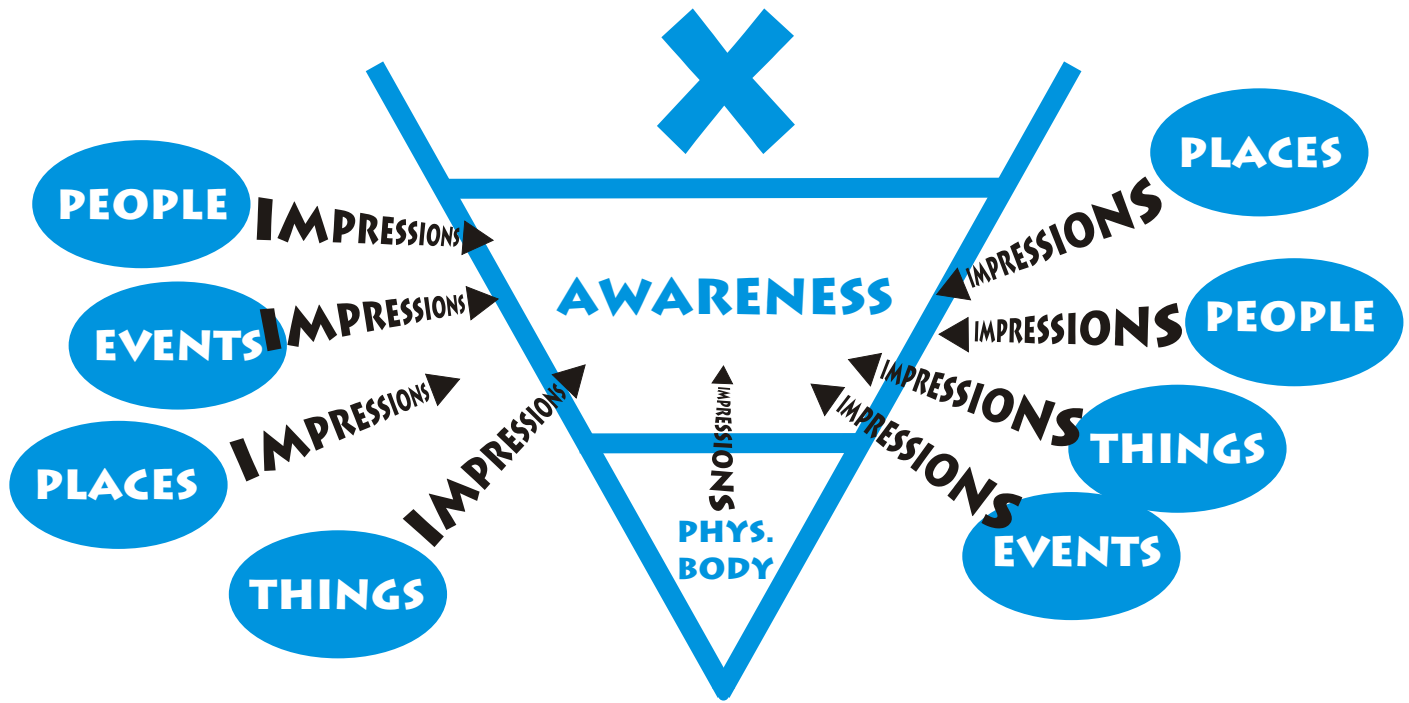 X
PEOPLE
IMPRESSIONS
EVENTS
IMPRESSIONS
PLACES
IMPRESSIONS
THINGS
IMPRESSIONS
AWARENESS
IMPRESSIONS
PHYS.
BODY
PLACES
IMPRESSIONS
PEOPLE
IMPRESSIONS
THINGS
IMPRESSIONS
EVENTS
IMPRESSIONS